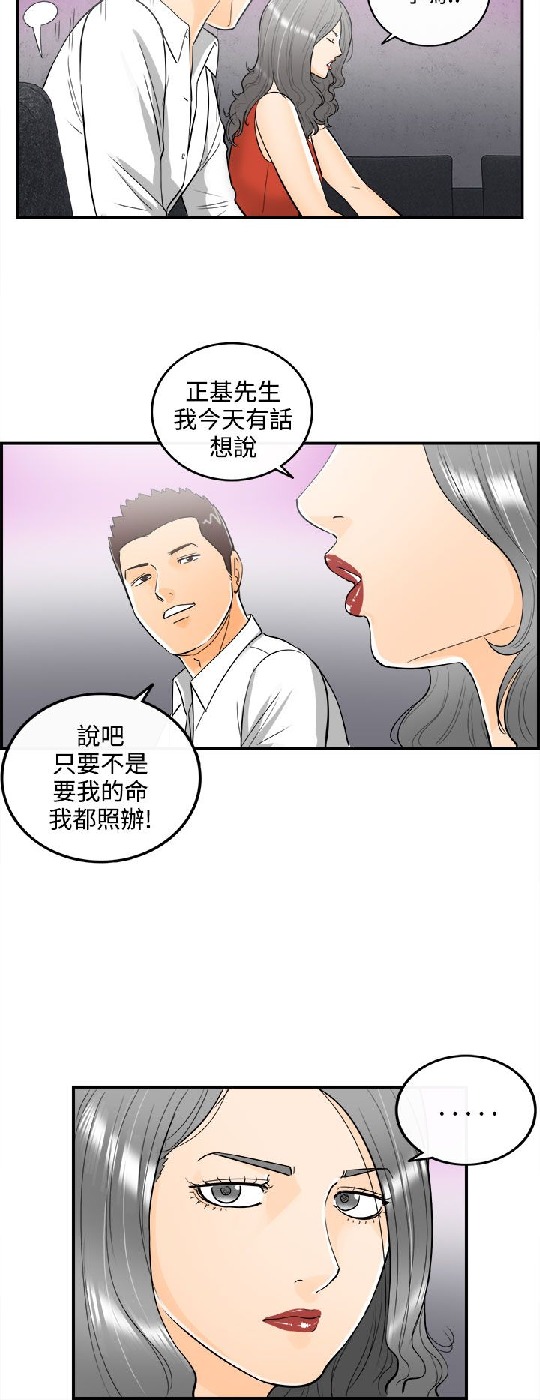 正基先生
我今天有話
想說
說吧
只要不是
要我的命
我都照辦!
.....